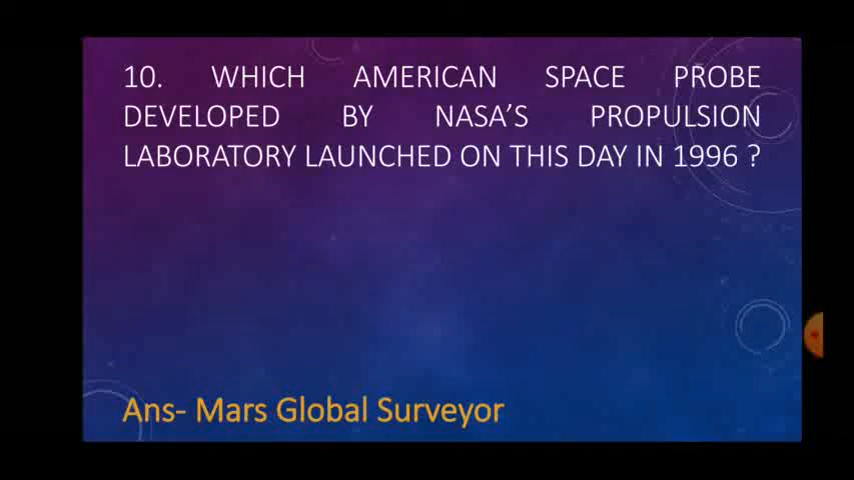 10. WHICH AMERICAN SPACE PROBE
DEVELOPED BY NASA'S PROPULSION
LABORATORY LAUNCHED ON THIS DAY IN 1996 ?
Ans- Mars Global Surveyor